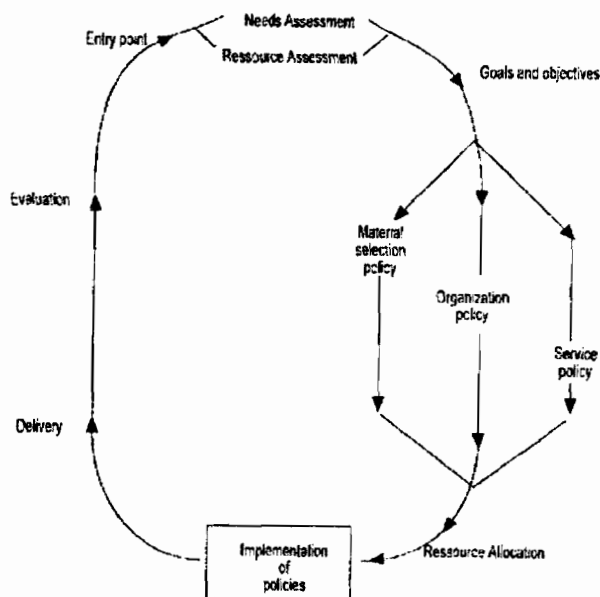 Needs Assessment
Entry point
Ressource Assessment
Goals and objectives
Evaluation
Material
selection
policy
Organization
policy
Service
policy
Delivery
Implementation
of
policies
Ressource Allocation